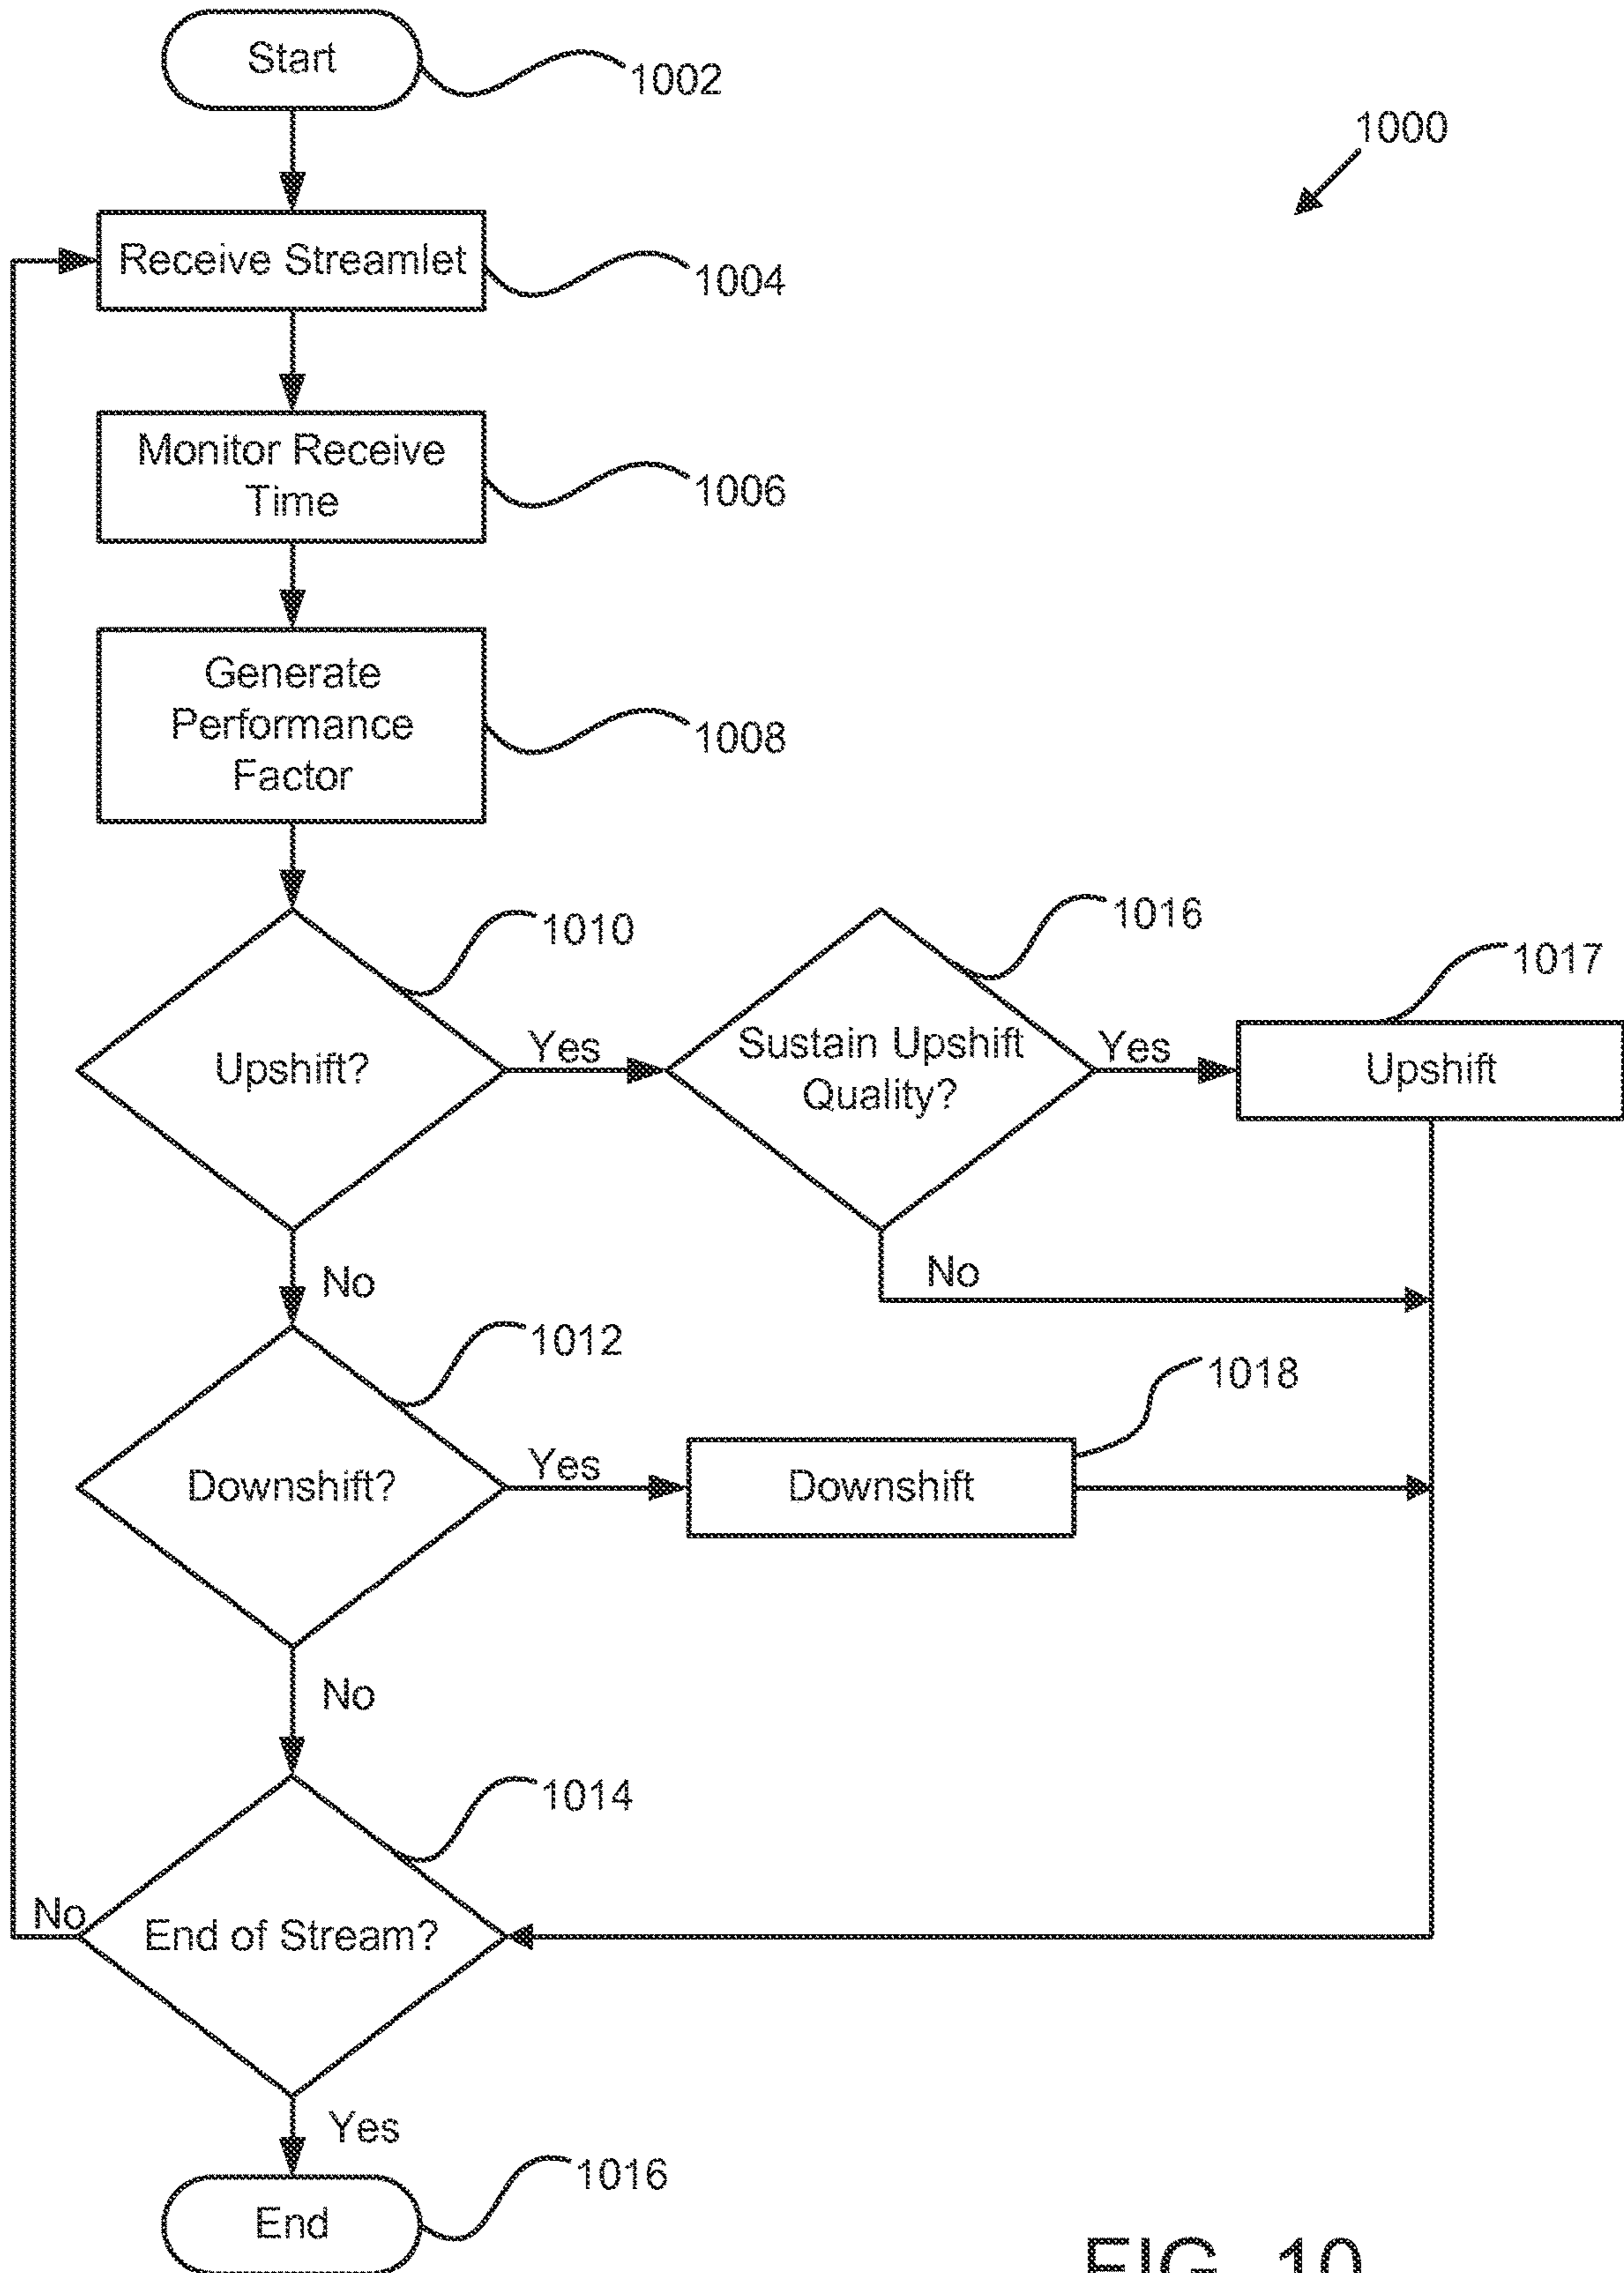 Start
1002
1000
Receive Streamlet
1004
Monitor Receive
Time
1006
Generate
Performance
Factor
1008
1010
1016
1017
Upshift?
Yes
Sustain Upshift
Quality?
Yes
Upshift
No
No
1012
1018
Downshift?
Yes
Downshift
No
1014
No
End of Stream?
Yes
1016
End
FIG. 10